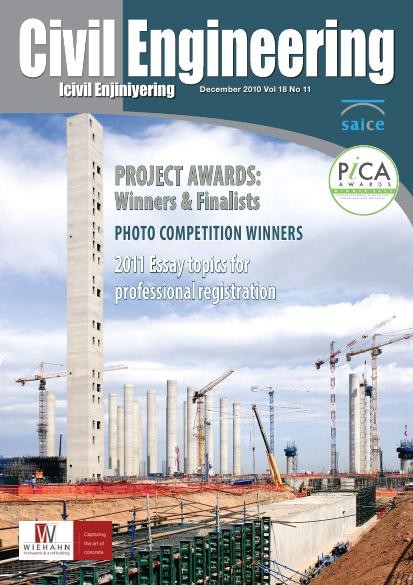 Civil Engineering
Icivil Enjiniyering
December 2010 Vol 18 No 11
saice
PiCA
AWARDS
PROJECT AWARDS:
Winners & Finalists
PHOTO COMPETITION WINNERS
2011 Essay topics for
professional registration
W
WIEHAHN
formwork & scaffolding
Capturing
the art of
concrete